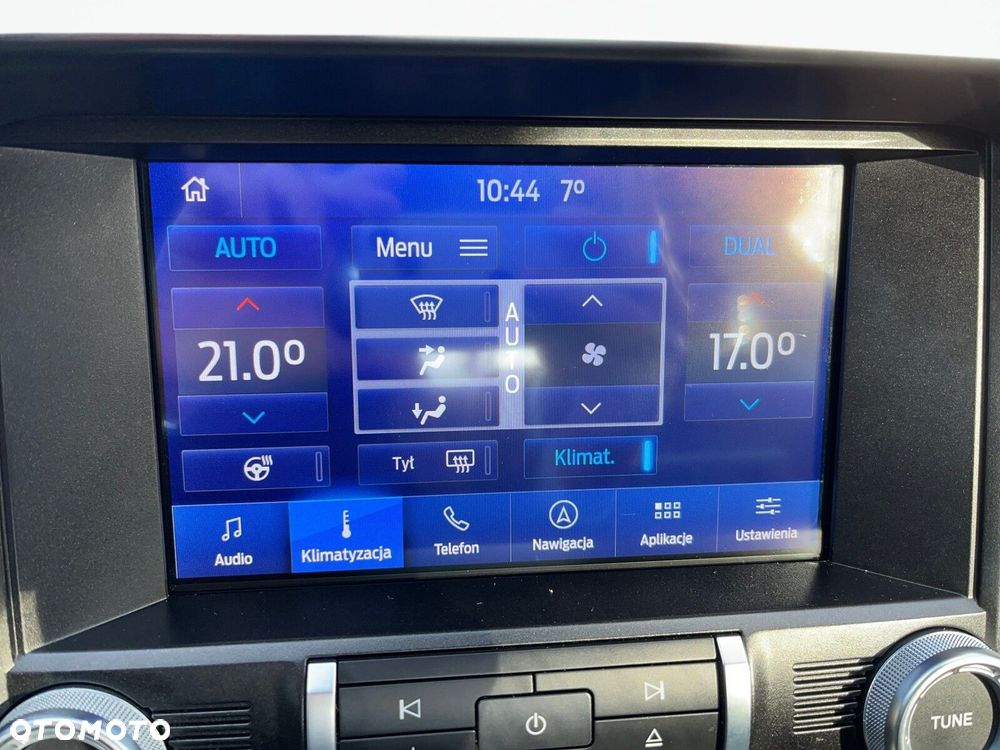 10:44 7°
AUTO
Menu
DUAL
21.0°
AUTO
17.0°
Tył
Klimat.
Audio
Klimatyzacja
Telefon
Nawigacja
Aplikacje
Ustawienia
TUNE
OTOMOTO